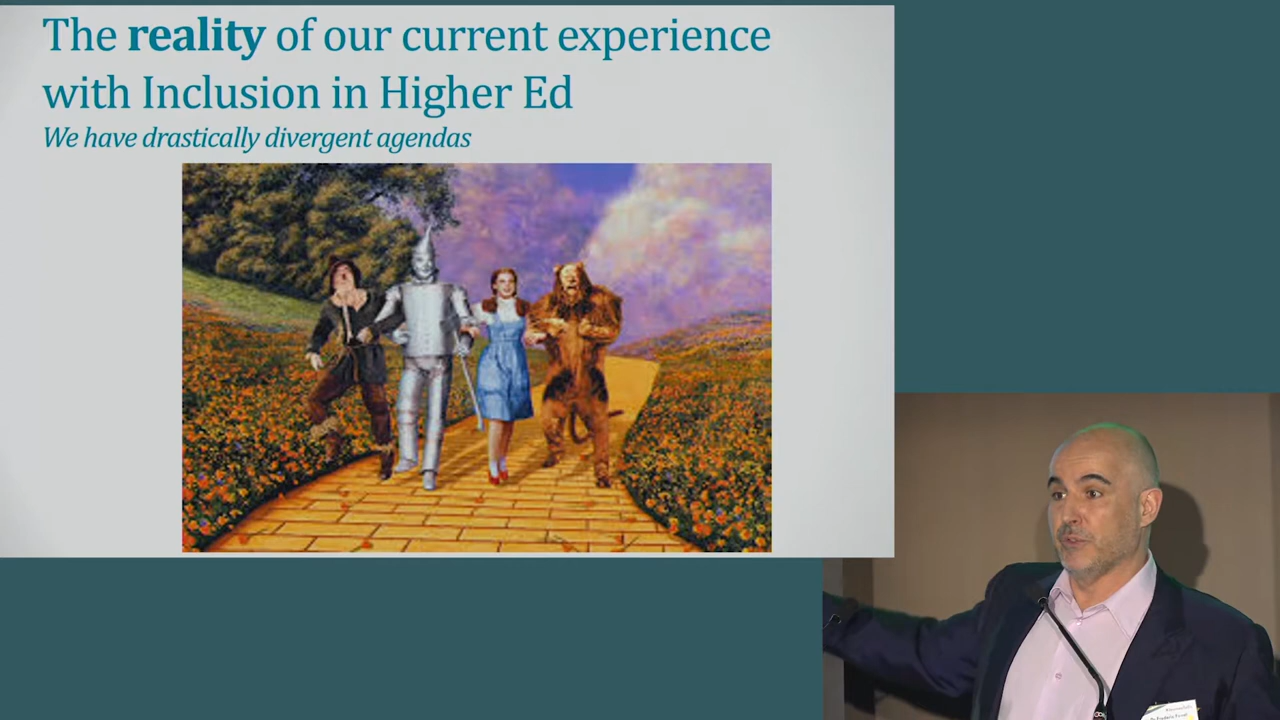 The reality of our current experience
with Inclusion in Higher Ed
We have drastically divergent agendas